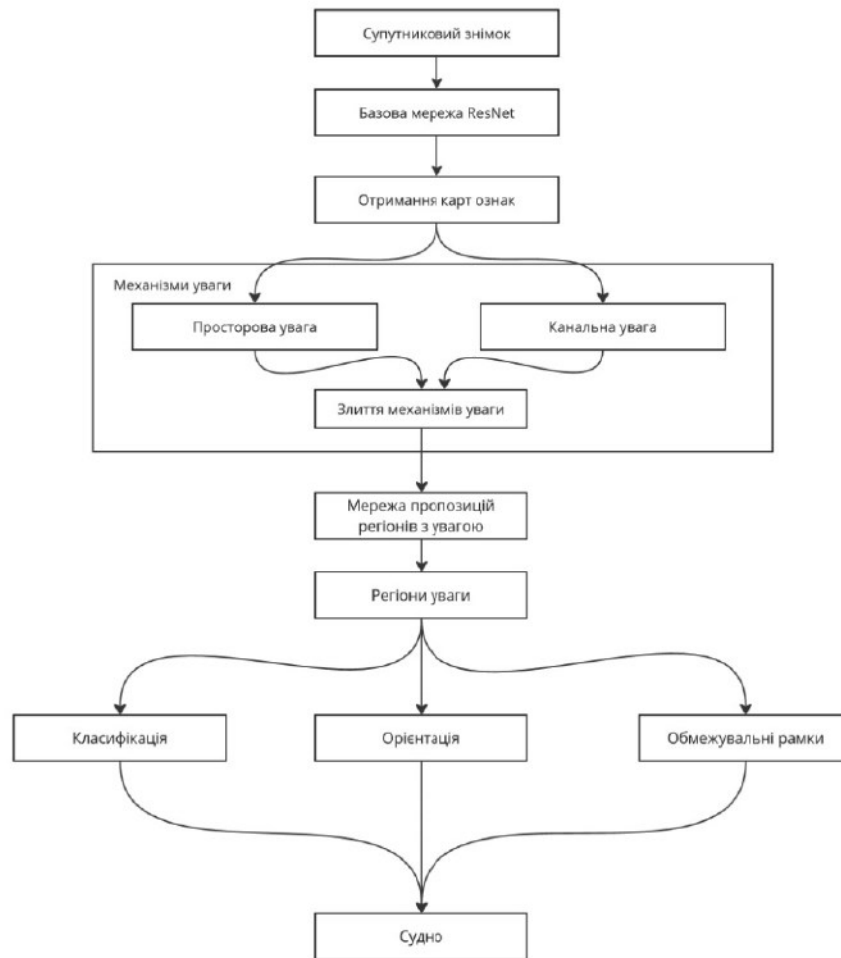 Супутниковий знімок
Базова мережа ResNet
Отримання карт ознак
Механізми уваги
Просторова увага
Канальна увага
Злиття механізмів уваги
Мережа пропозицій
регіонів з увагою
Регіони уваги
Класифікація
Орієнтація
Обмежувальні рамки
Судно